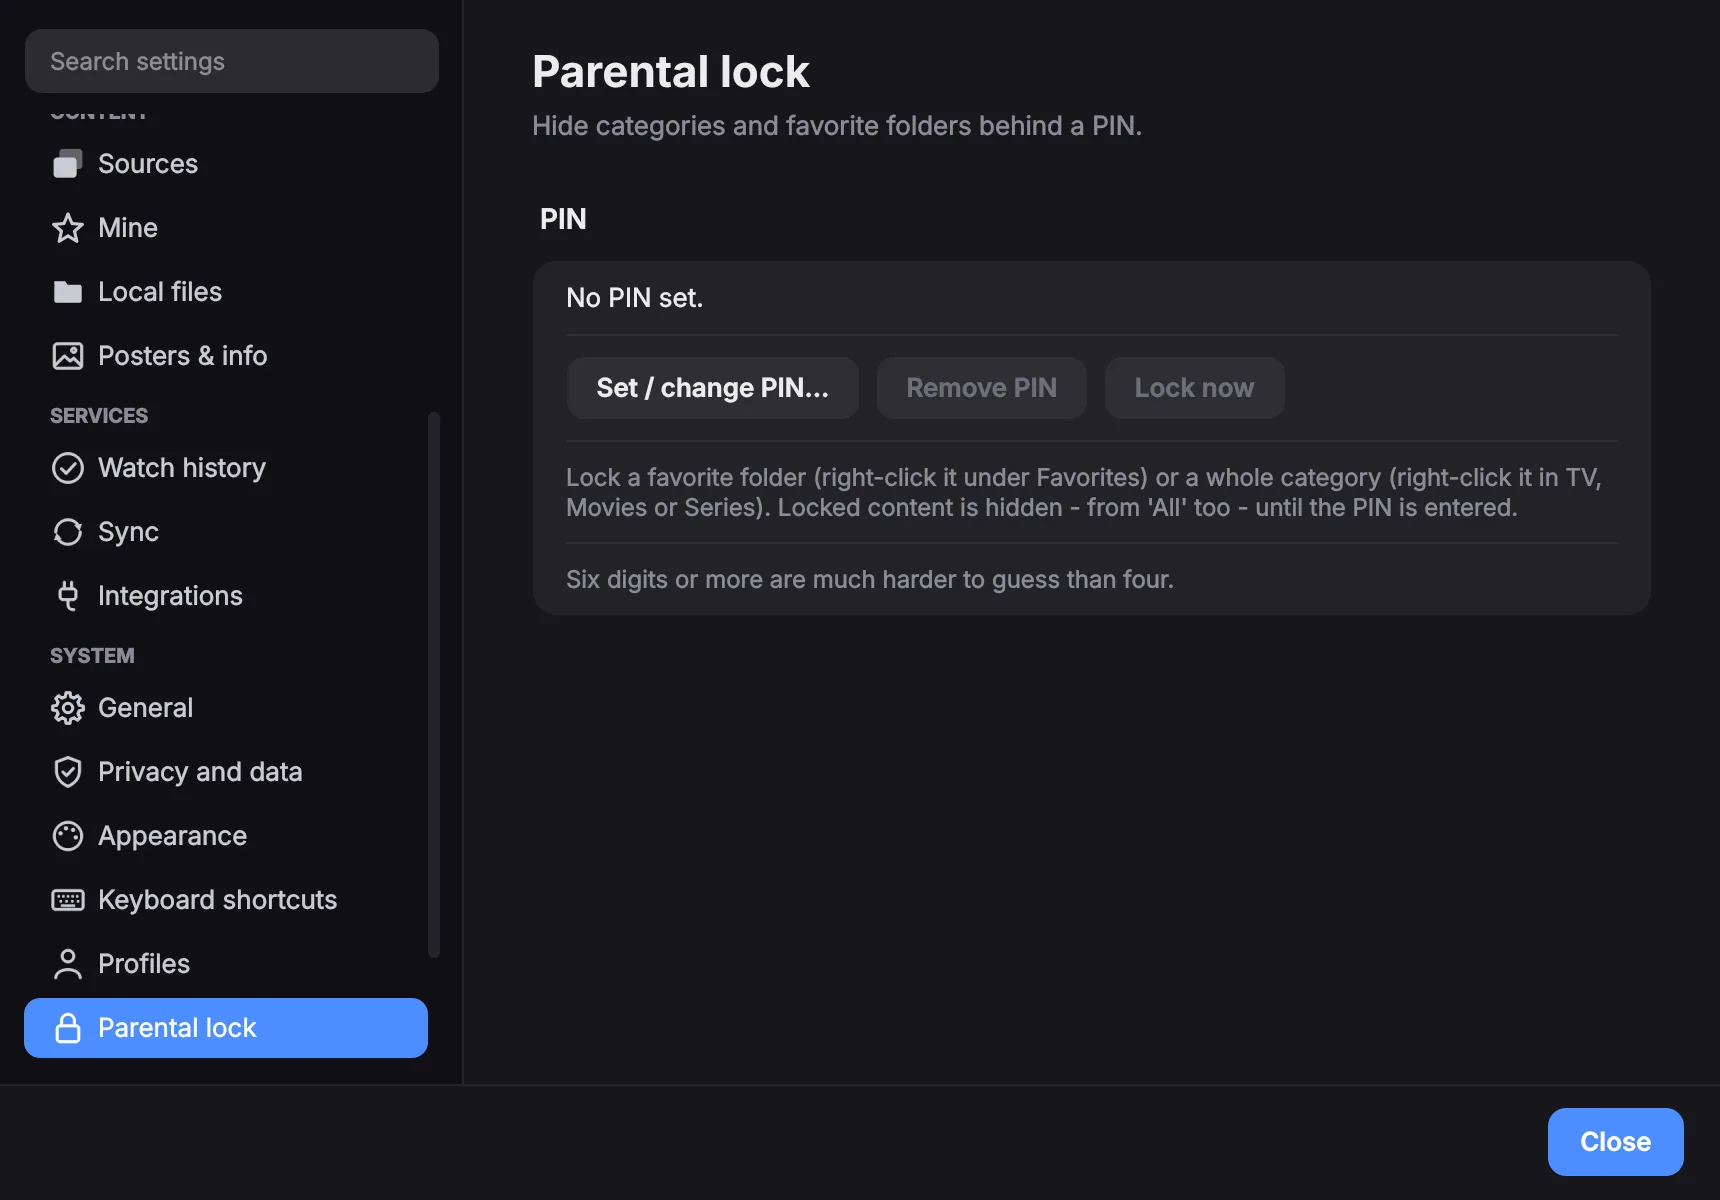 Search settings
CONTENT
Sources
Mine
Local files
Posters & info
SERVICES
Watch history
Sync
Integrations
SYSTEM
General
Privacy and data
Appearance
Keyboard shortcuts
Profiles
Parental lock
Parental lock
Hide categories and favorite folders behind a PIN.
PIN
No PIN set.
Set / change PIN...
Remove PIN
Lock now
Lock a favorite folder (right-click it under Favorites) or a whole category (right-click it in TV,
Movies or Series). Locked content is hidden - from 'All' too - until the PIN is entered.
Six digits or more are much harder to guess than four.
Close